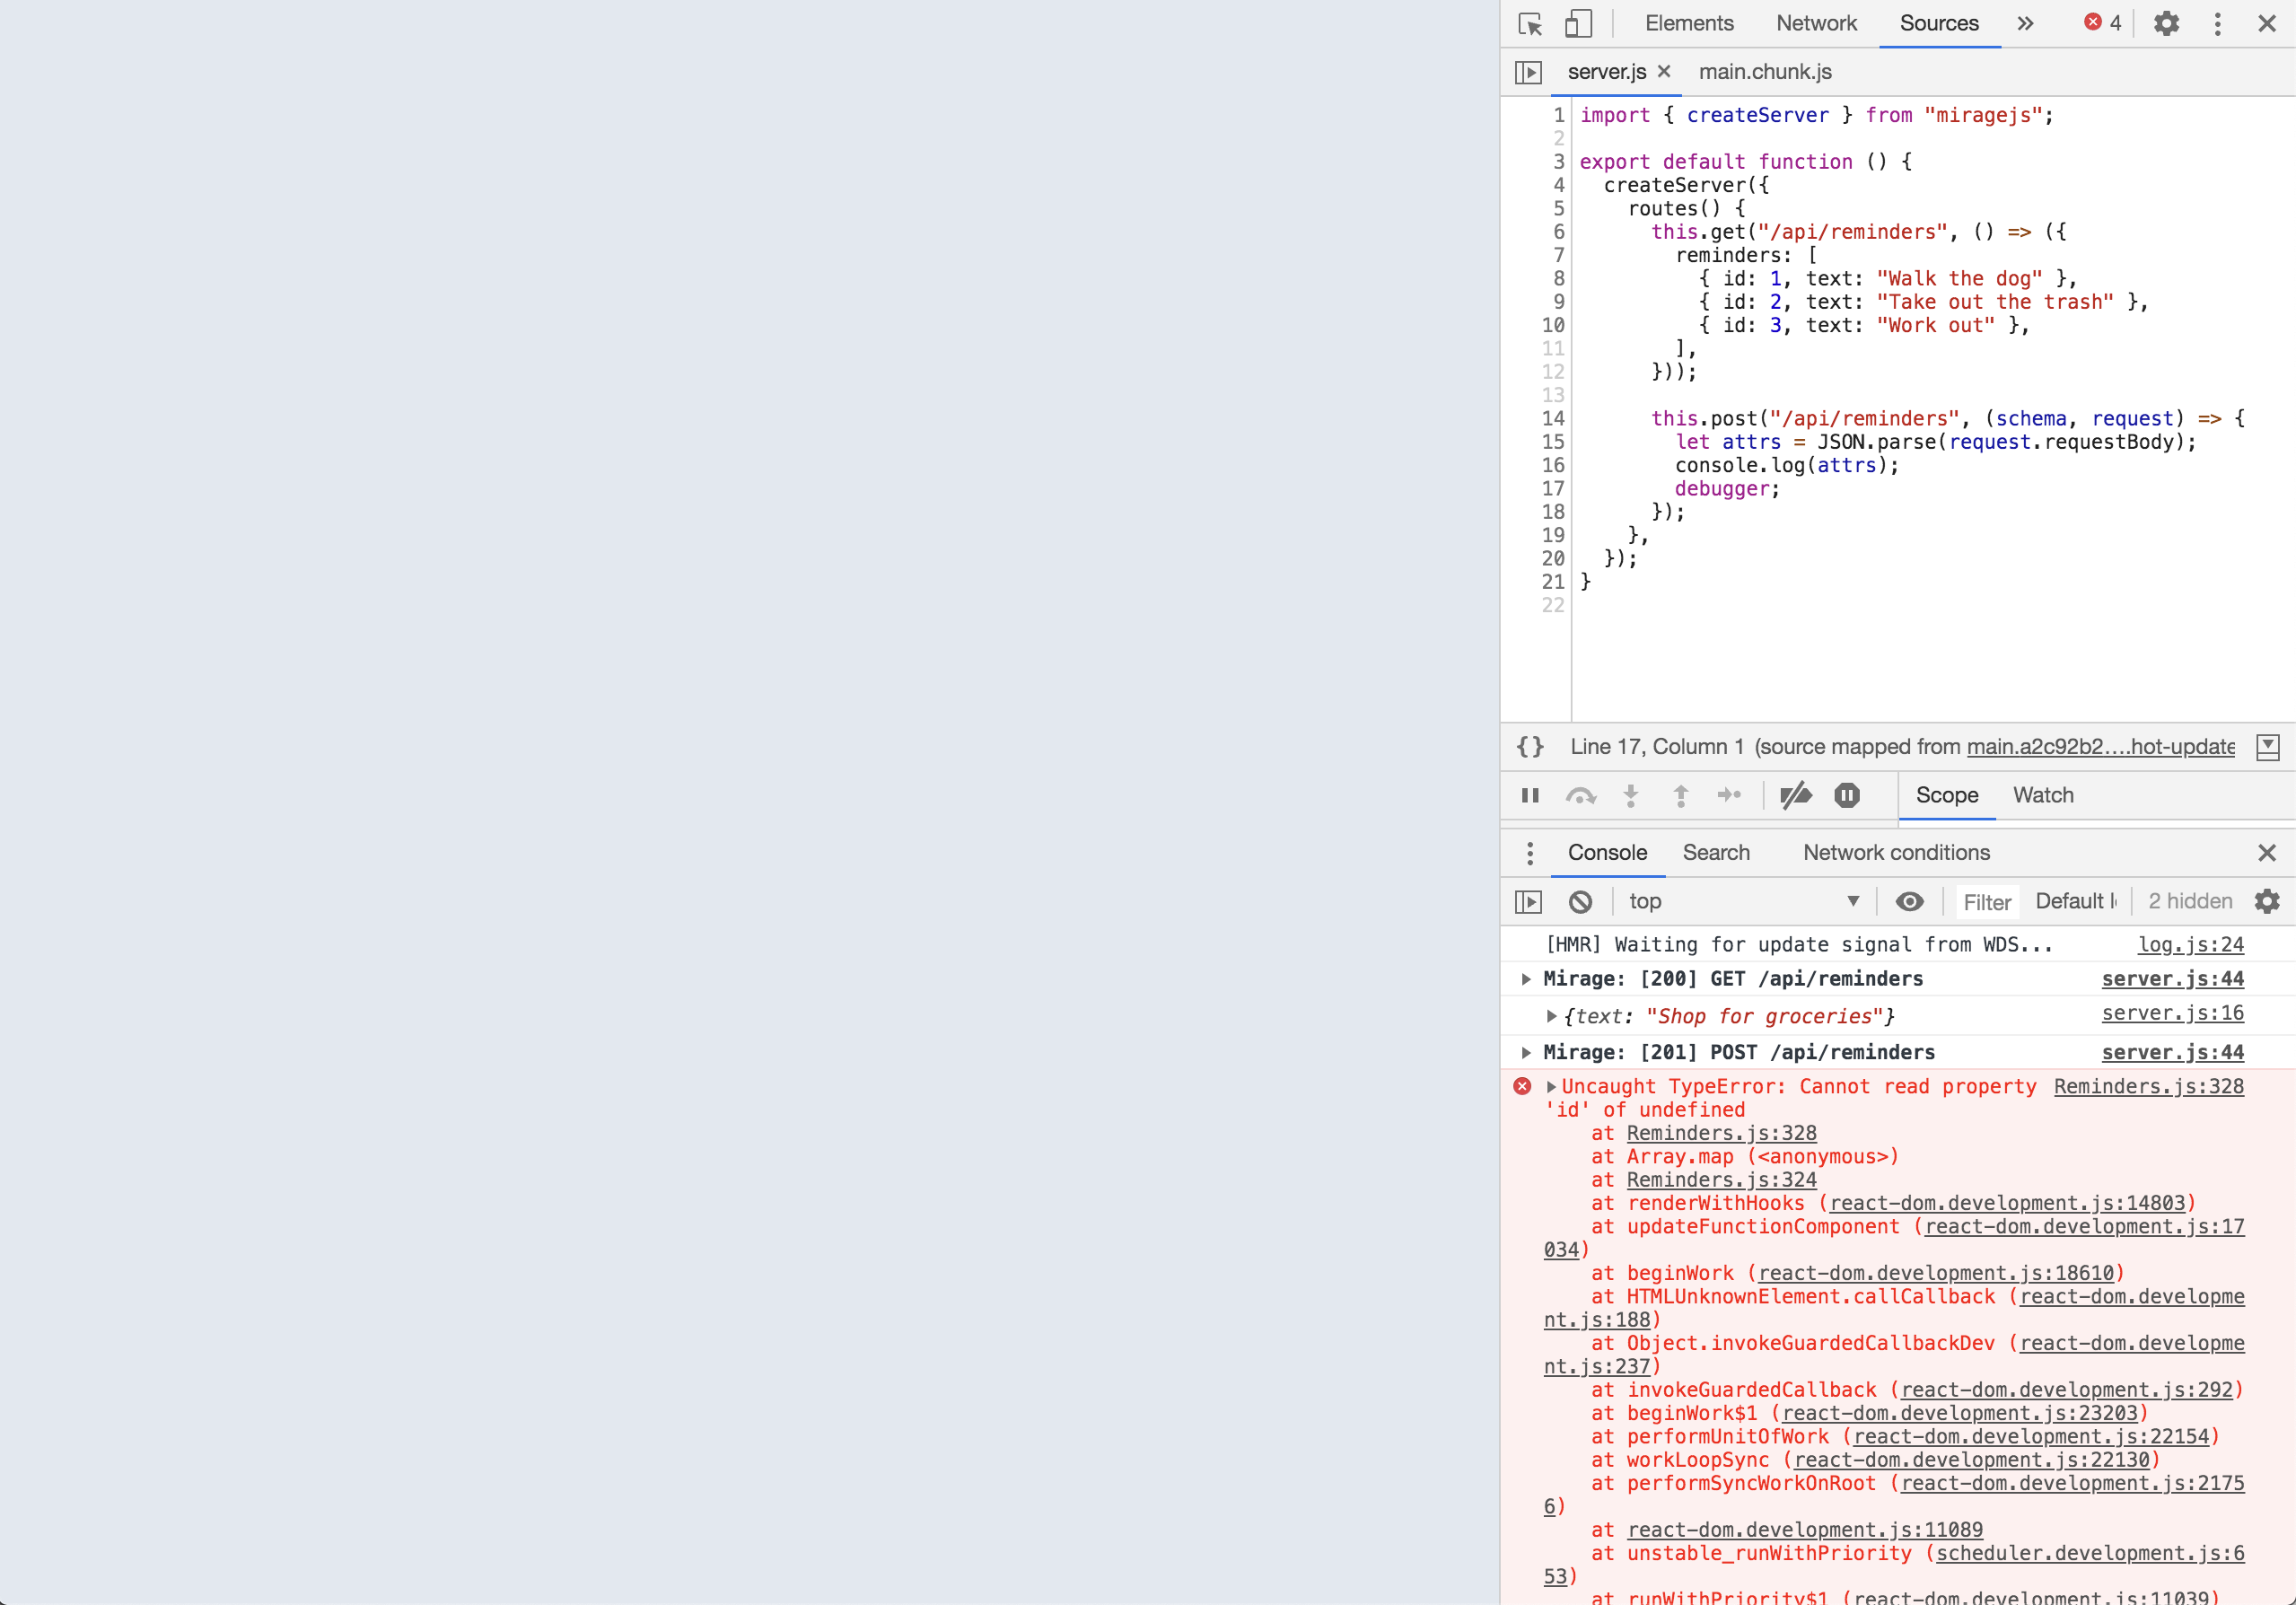 Elements Network Sources » 4
server.js × main.chunk.js
1 import { createServer } from "miragejs";
2
3 export default function () {
4   createServer({
5     routes() {
6       this.get("/api/reminders", () => ({
7         reminders: [
8           { id: 1, text: "Walk the dog" },
9           { id: 2, text: "Take out the trash" },
10           { id: 3, text: "Work out" },
11         ],
12       }));
13
14       this.post("/api/reminders", (schema, request) => {
15         let attrs = JSON.parse(request.requestBody);
16         console.log(attrs);
17         debugger;
18       });
19     },
20   });
21 }
22
{} Line 17, Column 1 (source mapped from main.a2c92b2....hot-update
Scope Watch
Console Search Network conditions
top Filter Default l 2 hidden
[HMR] Waiting for update signal from WDS... log.js:24
Mirage: [200] GET /api/reminders server.js:44
{text: "Shop for groceries"} server.js:16
Mirage: [201] POST /api/reminders server.js:44
Uncaught TypeError: Cannot read property Reminders.js:328
'id' of undefined
at Reminders.js:328
at Array.map (<anonymous>)
at Reminders.js:324
at renderWithHooks (react-dom.development.js:14803)
at updateFunctionComponent (react-dom.development.js:17
034)
at beginWork (react-dom.development.js:18610)
at HTMLUnknownElement.callCallback (react-dom.developme
nt.js:188)
at Object.invokeGuardedCallbackDev (react-dom.developme
nt.js:237)
at invokeGuardedCallback (react-dom.development.js:292)
at beginWork$1 (react-dom.development.js:23203)
at performUnitOfWork (react-dom.development.js:22154)
at workLoopSync (react-dom.development.js:22130)
at performSyncWorkOnRoot (react-dom.development.js:2175
6)
at react-dom.development.js:11089
at unstable_runWithPriority (scheduler.development.js:6
53)
at runWithPriority$1 (react-dom.development.js:11039)